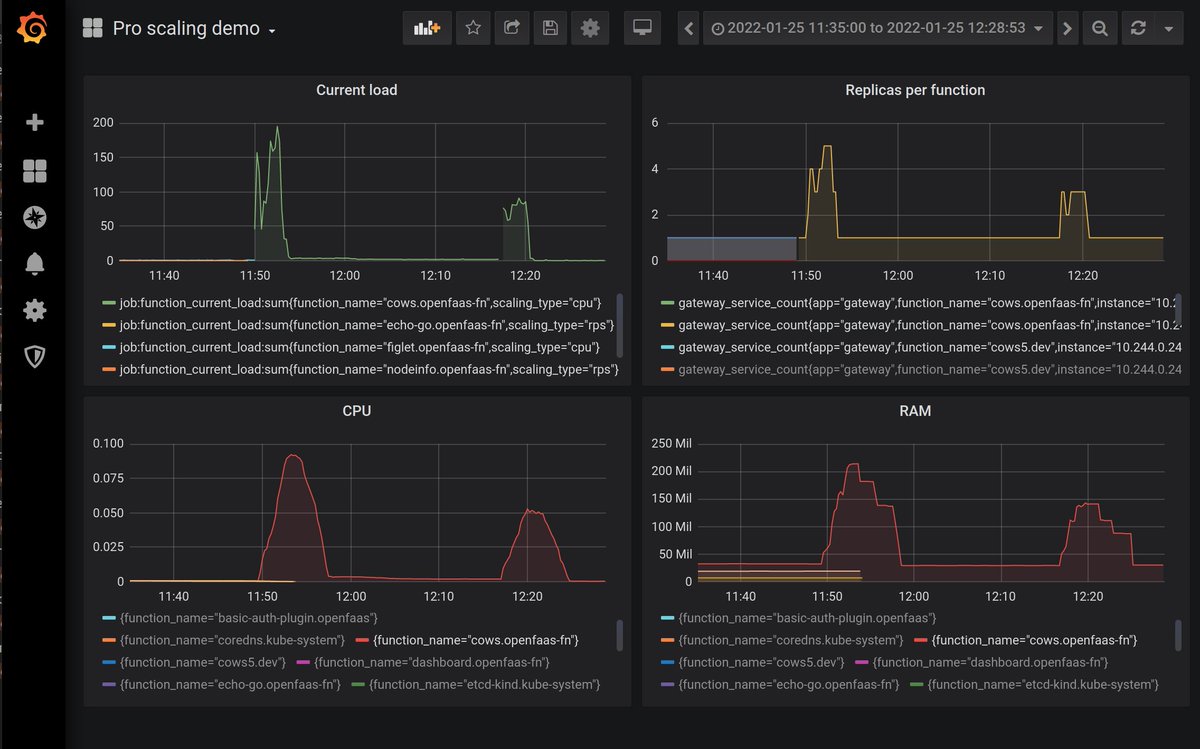 Pro scaling demo
2022-01-25 11:35:00 to 2022-01-25 12:28:53
Current load
200
150
100
50
0
11:40 11:50 12:00 12:10 12:20
job:function_current_load:sum{function_name="cows.openfaas-fn",scaling_type="cpu"}
job:function_current_load:sum{function_name="echo-go.openfaas-fn",scaling_type="rps"}
job:function_current_load:sum{function_name="figlet.openfaas-fn",scaling_type="cpu"}
job:function_current_load:sum{function_name="nodeinfo.openfaas-fn",scaling_type="rps"}
Replicas per function
6
4
2
0
11:40 11:50 12:00 12:10 12:20
gateway_service_count{app="gateway",function_name="cows.openfaas-fn",instance="10.2
gateway_service_count{app="gateway",function_name="cows.openfaas-fn",instance="10.24
gateway_service_count{app="gateway",function_name="cows5.dev",instance="10.244.0.24
gateway_service_count{app="gateway",function_name="cows5.dev",instance="10.244.0.24
CPU
0.100
0.075
0.050
0.025
0
11:40 11:50 12:00 12:10 12:20
{function_name="basic-auth-plugin.openfaas"}
{function_name="coredns.kube-system"} {function_name="cows.openfaas-fn"}
{function_name="cows5.dev"} {function_name="dashboard.openfaas-fn"}
{function_name="echo-go.openfaas-fn"} {function_name="etcd-kind.kube-system"}
RAM
250 Mil
200 Mil
150 Mil
100 Mil
50 Mil
0
11:40 11:50 12:00 12:10 12:20
{function_name="basic-auth-plugin.openfaas"}
{function_name="coredns.kube-system"} {function_name="cows.openfaas-fn"}
{function_name="cows5.dev"} {function_name="dashboard.openfaas-fn"}
{function_name="echo-go.openfaas-fn"} {function_name="etcd-kind.kube-system"}